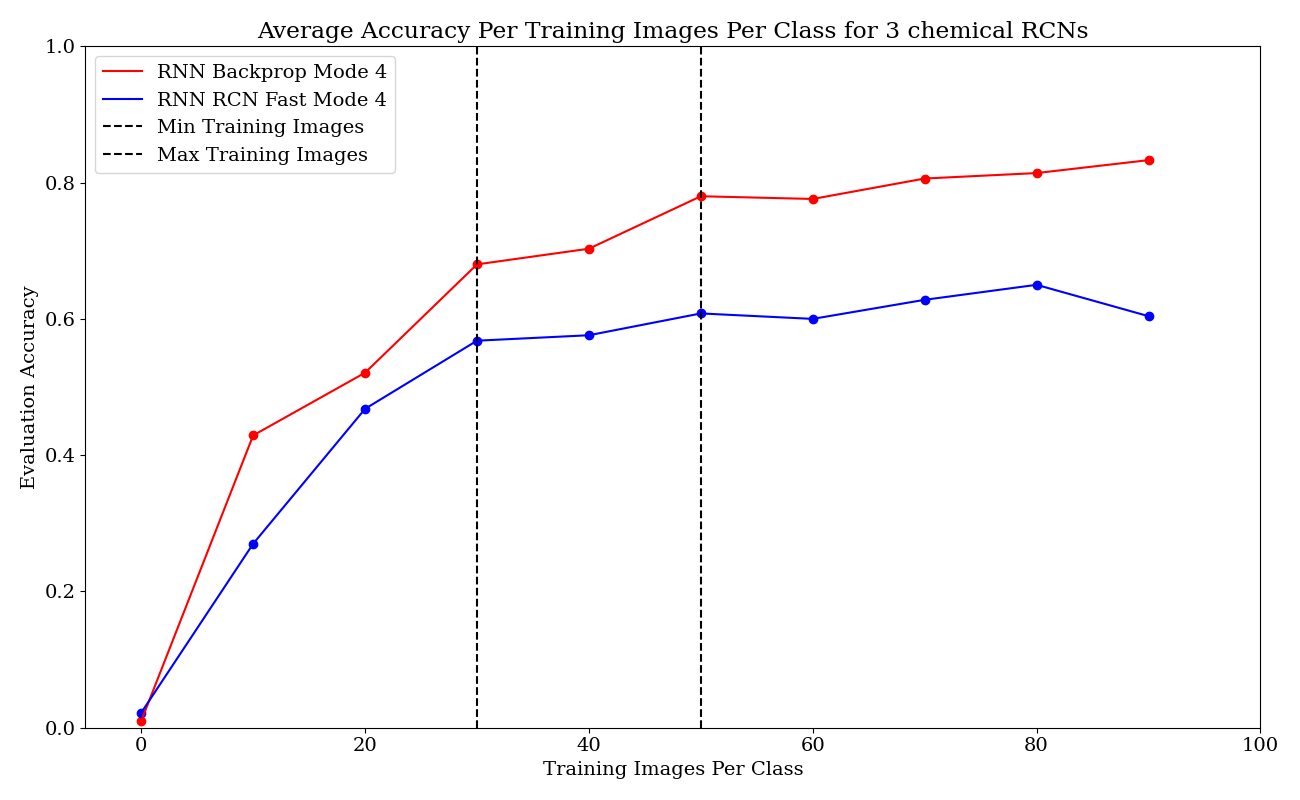 Average Accuracy Per Training Images Per Class for 3 chemical RCNs
RNN Backprop Mode 4
RNN RCN Fast Mode 4
Min Training Images
Max Training Images
Evaluation Accuracy
1.0
0.8
0.6
0.4
0.2
0.0
0 20 40 60 80 100
Training Images Per Class